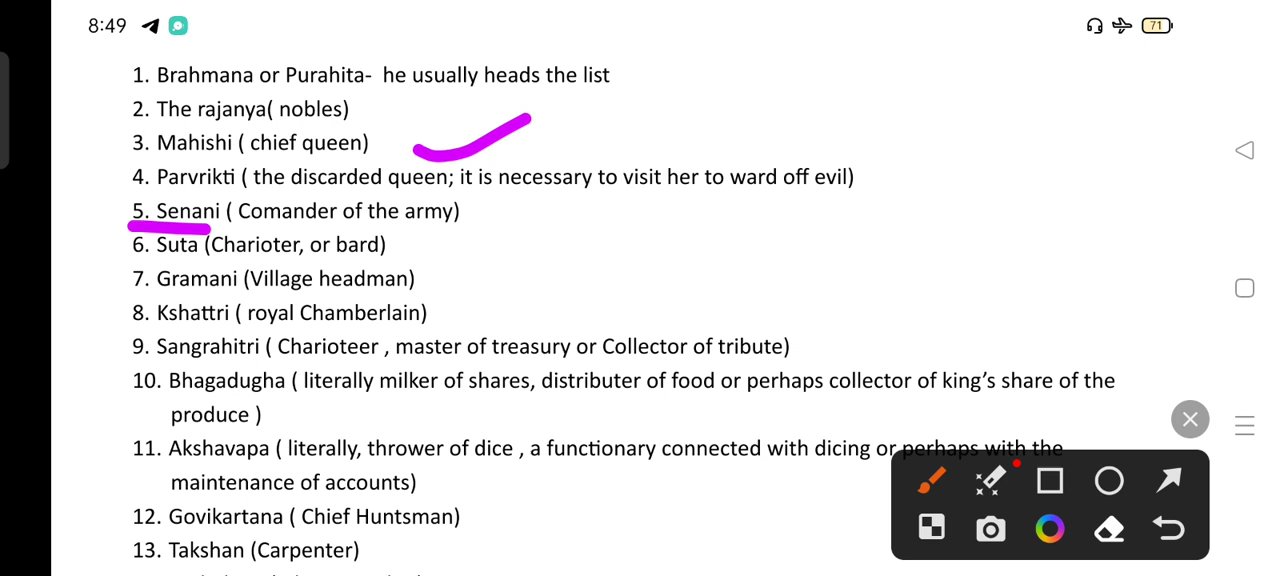 8:49
71
1. Brahmana or Purahita- he usually heads the list
2. The rajanya( nobles)
3. Mahishi ( chief queen)
4. Parvrikti ( the discarded queen; it is necessary to visit her to ward off evil)
5. Senani ( Comander of the army)
6. Suta (Charioter, or bard)
7. Gramani (Village headman)
8. Kshattri ( royal Chamberlain)
9. Sangrahitri ( Charioteer , master of treasury or Collector of tribute)
10. Bhagadugha ( literally milker of shares, distributer of food or perhaps collector of king’s share of the
produce )
11. Akshavapa ( literally, thrower of dice , a functionary connected with dicing or perhaps with the
maintenance of accounts)
12. Govikartana ( Chief Huntsman)
13. Takshan (Carpenter)